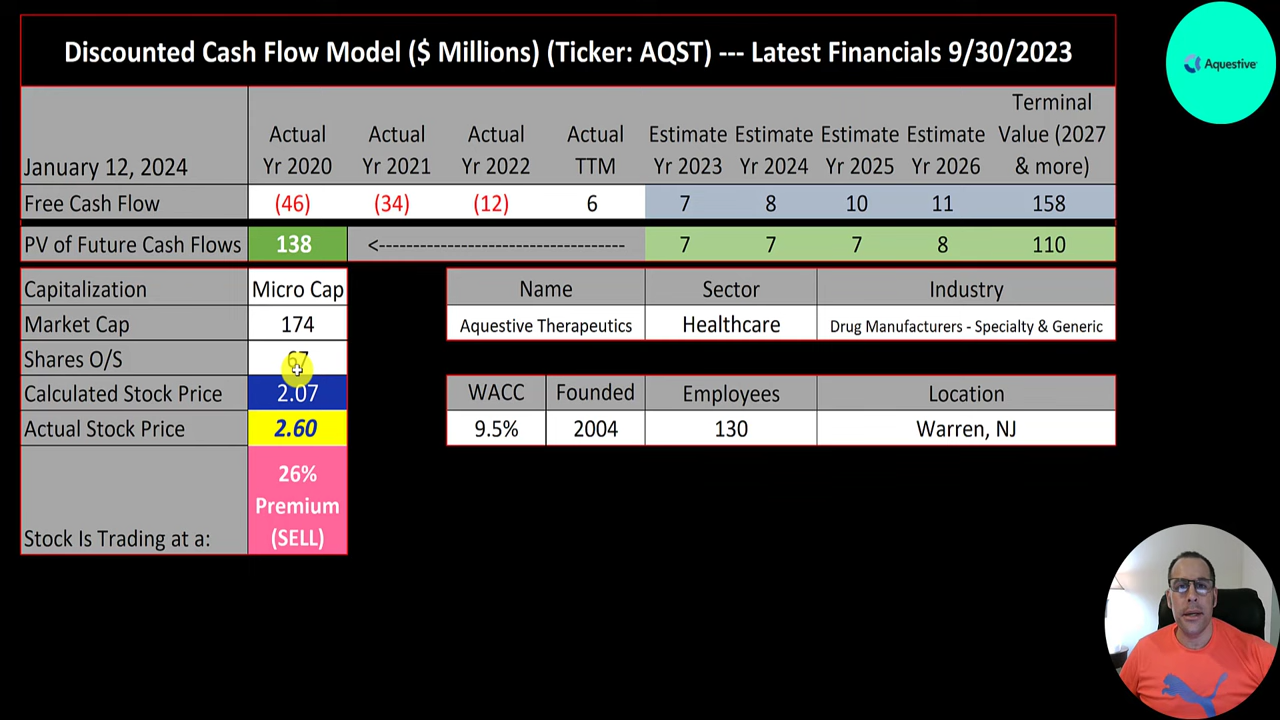 Discounted Cash Flow Model ($ Millions) (Ticker: AQST) --- Latest Financials 9/30/2023
Aquestive
January 12, 2024
Actual Yr 2020
Actual Yr 2021
Actual Yr 2022
Actual TTM
Estimate Yr 2023
Estimate Yr 2024
Estimate Yr 2025
Estimate Yr 2026
Terminal Value (2027 & more)
Free Cash Flow (46) (34) (12) 6 7 8 10 11 158
PV of Future Cash Flows 138 <------------------------------------- 7 7 7 8 110
Capitalization Micro Cap
Market Cap 174
Shares O/S 67
Calculated Stock Price 2.07
Actual Stock Price 2.60
Stock Is Trading at a: 26% Premium (SELL)
Name Sector Industry
Aquestive Therapeutics Healthcare Drug Manufacturers - Specialty & Generic
WACC Founded Employees Location
9.5% 2004 130 Warren, NJ